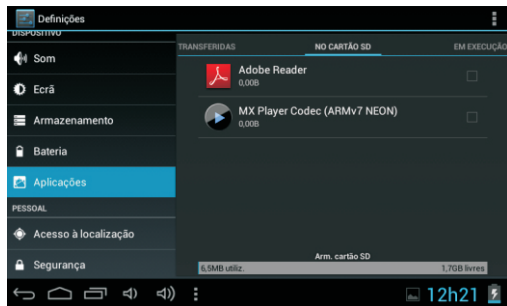 Definições
DISPOSITIVO
Som
Ecrã
Armazenamento
Bateria
Aplicações
PESSOAL
Acesso à localização
Segurança
TRANSFERIDAS
NO CARTÃO SD
EM EXECUÇÃO
Adobe Reader
0,00B
MX Player Codec (ARMv7 NEON)
0,00B
Arm. cartão SD
6,5MB utiliz.
1,7GB livres
12h21